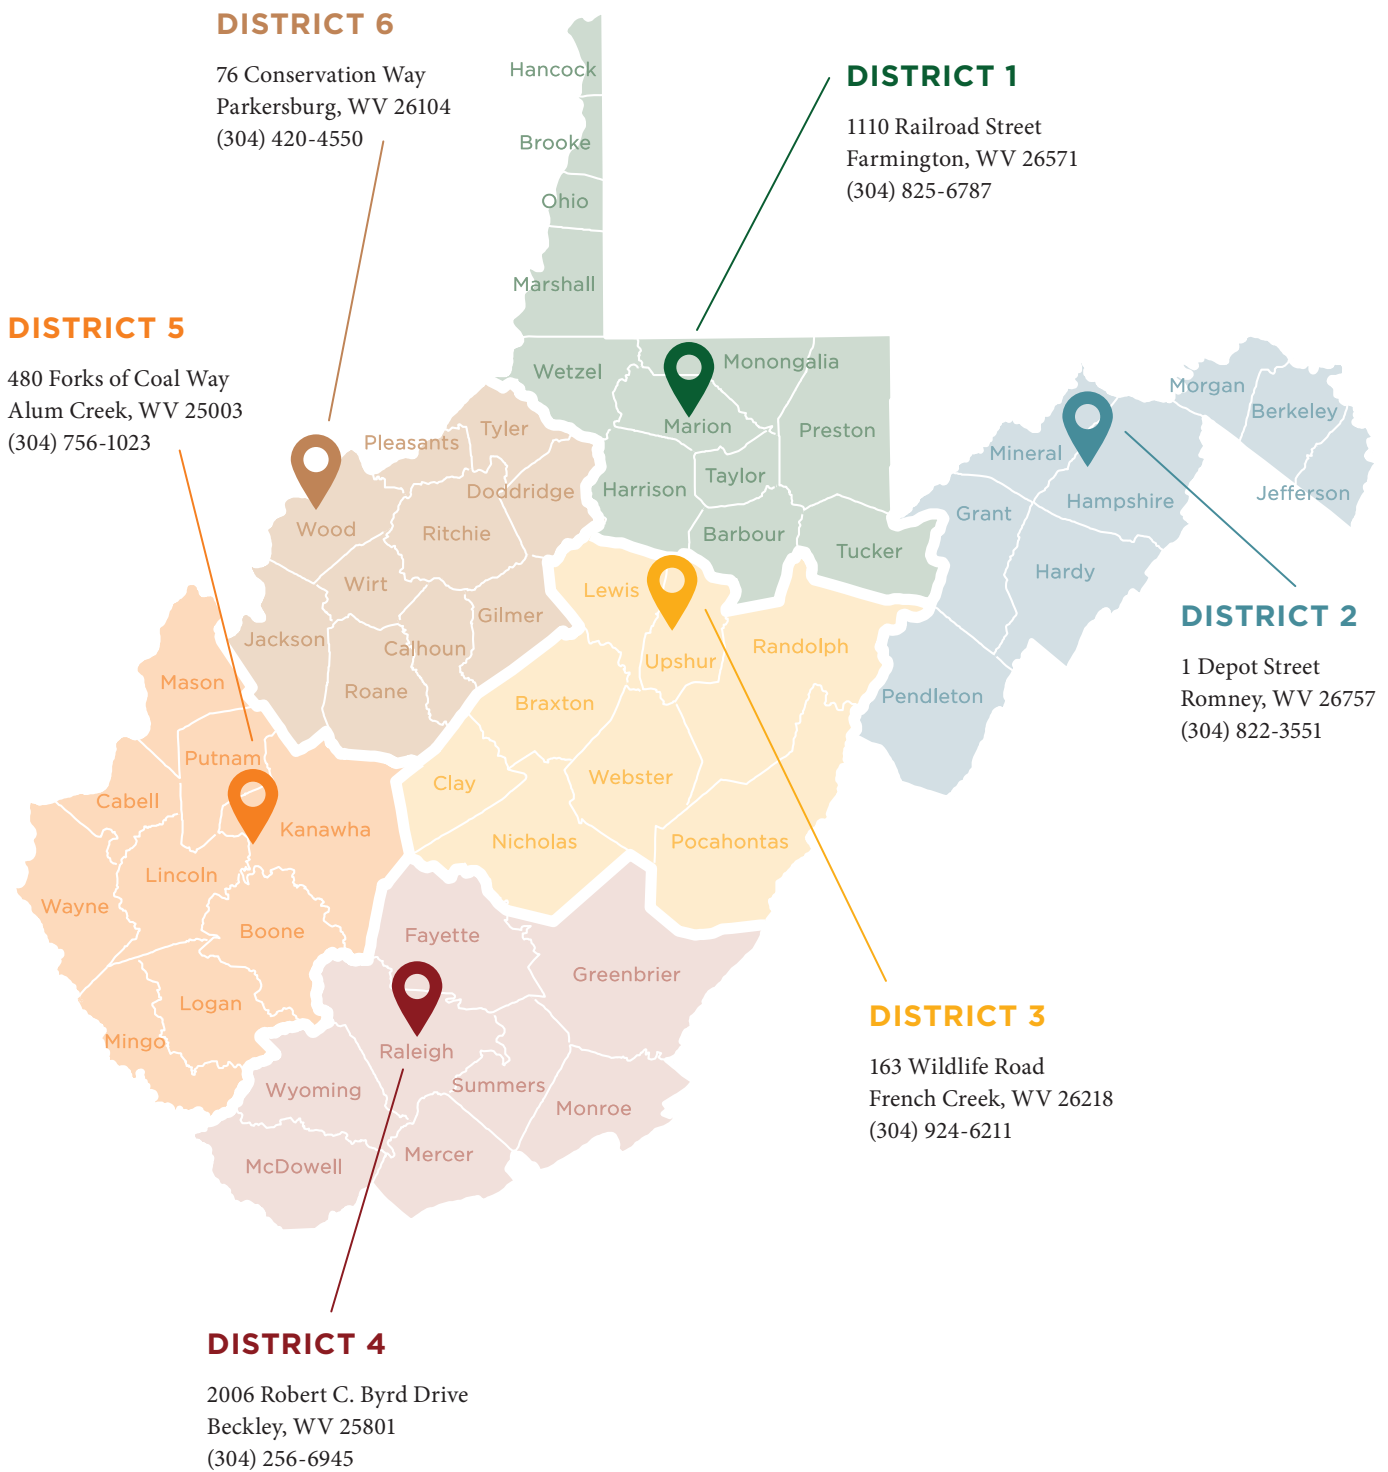 DISTRICT 6
76 Conservation Way
Parkersburg, WV 26104
(304) 420-4550
DISTRICT 1
1110 Railroad Street
Farmington, WV 26571
(304) 825-6787
DISTRICT 5
480 Forks of Coal Way
Alum Creek, WV 25003
(304) 756-1023
Hancock
Brooke
Ohio
Marshall
Wetzel
Monongalia
Marion
Preston
Harrison
Taylor
Barbour
Tucker
Morgan
Berkeley
Jefferson
Mineral
Hampshire
Grant
Hardy
Pendleton
DISTRICT 2
1 Depot Street
Romney, WV 26757
(304) 822-3551
Tyler
Pleasants
Doddridge
Wood
Ritchie
Wirt
Gilmer
Jackson
Calhoun
Roane
Lewis
Upshur
Randolph
Braxton
Webster
Clay
Nicholas
Pocahontas
Mason
Putnam
Cabell
Kanawha
Lincoln
Wayne
Boone
Logan
Mingo
Fayette
Greenbrier
Raleigh
Summers
Wyoming
Monroe
Mercer
McDowell
DISTRICT 3
163 Wildlife Road
French Creek, WV 26218
(304) 924-6211
DISTRICT 4
2006 Robert C. Byrd Drive
Beckley, WV 25801
(304) 256-6945